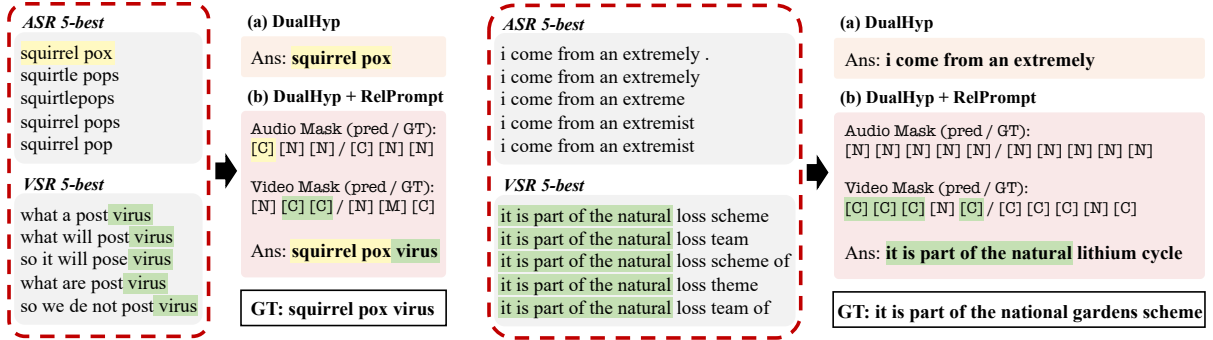 ASR 5-best
squirrel pox
squirtle pops
squirtlepops
squirrel pops
squirrel pop
VSR 5-best
what a post virus
what will post virus
so it will pose virus
what are post virus
so we do not post virus
(a) DualHyp
Ans: squirrel pox
(b) DualHyp + RelPrompt
Audio Mask (pred / GT):
[C] [N] [N] / [C] [N] [N]
Video Mask (pred / GT):
[N] [C] [C] / [N] [M] [C]
Ans: squirrel pox virus
GT: squirrel pox virus
ASR 5-best
i come from an extremely .
i come from an extremely
i come from an extreme
i come from an extremist
i come from an extremist
VSR 5-best
it is part of the natural loss scheme
it is part of the natural loss team
it is part of the natural loss scheme of
it is part of the natural loss theme
it is part of the natural loss team of
(a) DualHyp
Ans: i come from an extremely
(b) DualHyp + RelPrompt
Audio Mask (pred / GT):
[N] [N] [N] [N] [N] / [N] [N] [N] [N] [N]
Video Mask (pred / GT):
[C] [C] [C] [N] [C] / [C] [C] [C] [N] [C]
Ans: it is part of the natural lithium cycle
GT: it is part of the national gardens scheme